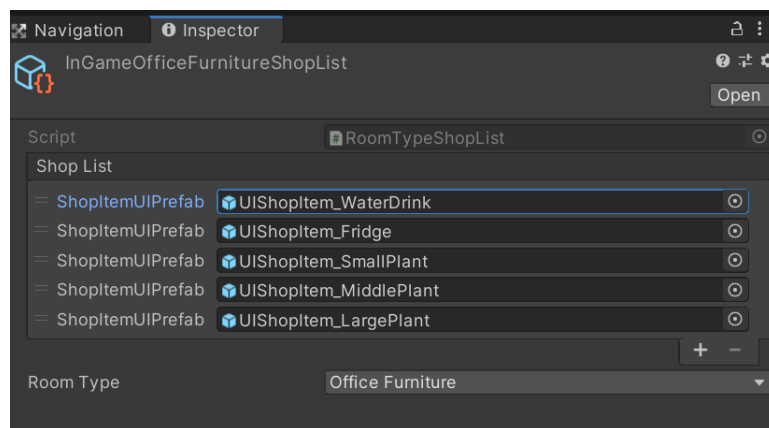 Navigation Inspector
InGameOfficeFurnitureShopList
Open
Script RoomTypeShopList
Shop List
ShopItemUIPrefab UIShopItem_WaterDrink
ShopItemUIPrefab UIShopItem_Fridge
ShopItemUIPrefab UIShopItem_SmallPlant
ShopItemUIPrefab UIShopItem_MiddlePlant
ShopItemUIPrefab UIShopItem_LargePlant
Room Type Office Furniture